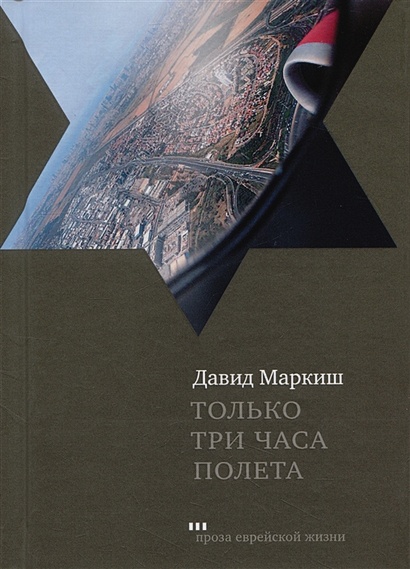 Давид Маркиш
ТОЛЬКО
ТРИ ЧАСА
ПОЛЕТА
проза еврейской жизни